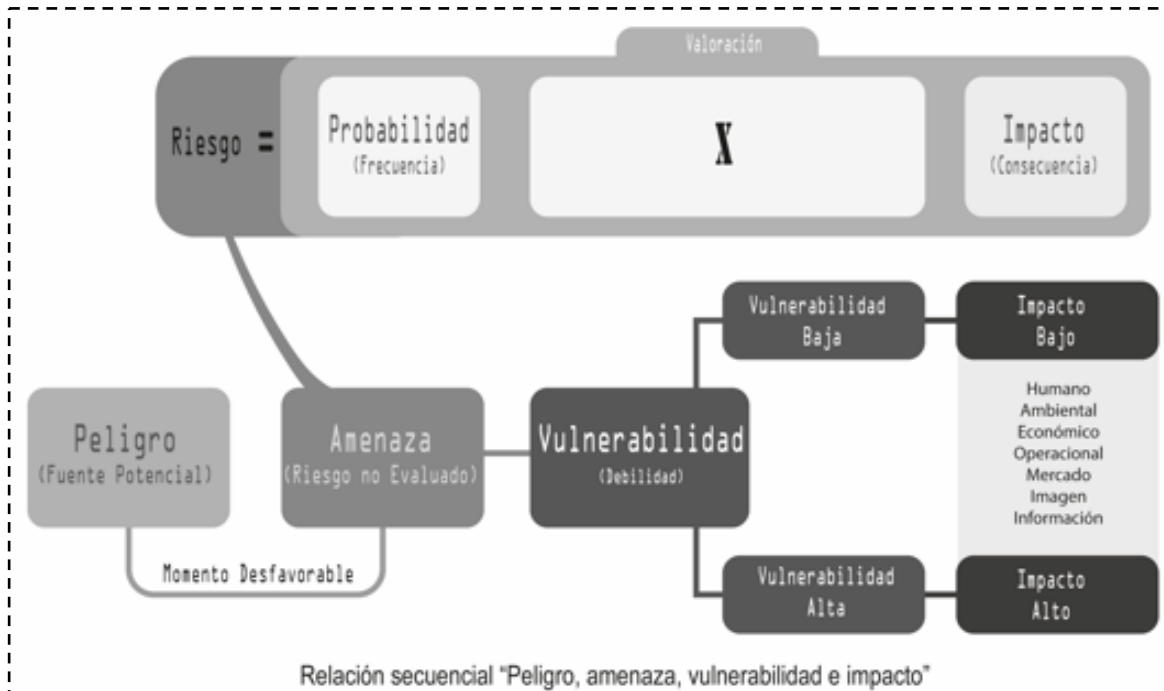 Valoración
Riesgo =
Probabilidad
(Frecuencia)
X
Impacto
(Consecuencia)
Vulnerabilidad
Baja
Impacto
Bajo
Peligro
(Fuente Potencial)
Amenaza
(Riesgo no Evaluado)
Vulnerabilidad
(Debilidad)
Humano
Ambiental
Económico
Operacional
Mercado
Imagen
Información
Momento Desfavorable
Vulnerabilidad
Alta
Impacto
Alto
Relación secuencial "Peligro, amenaza, vulnerabilidad e impacto"